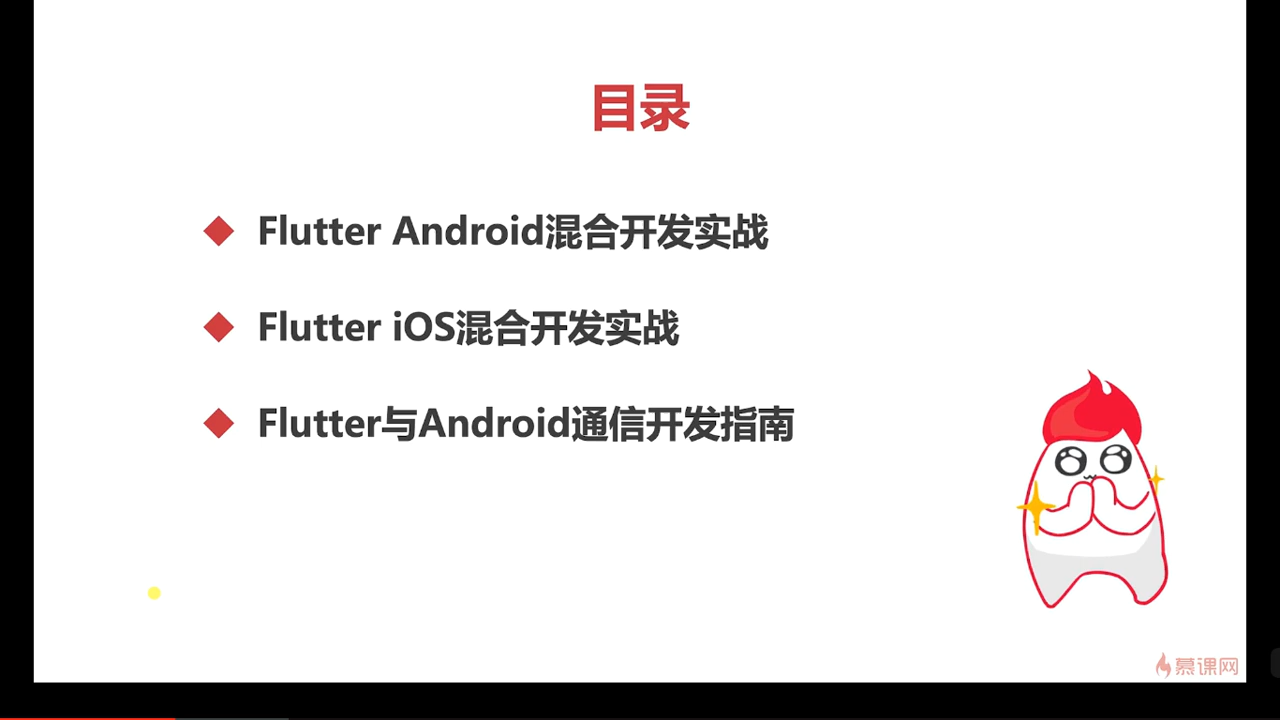 目录
Flutter Android混合开发实战
Flutter iOS混合开发实战
Flutter与Android通信开发指南
慕课网